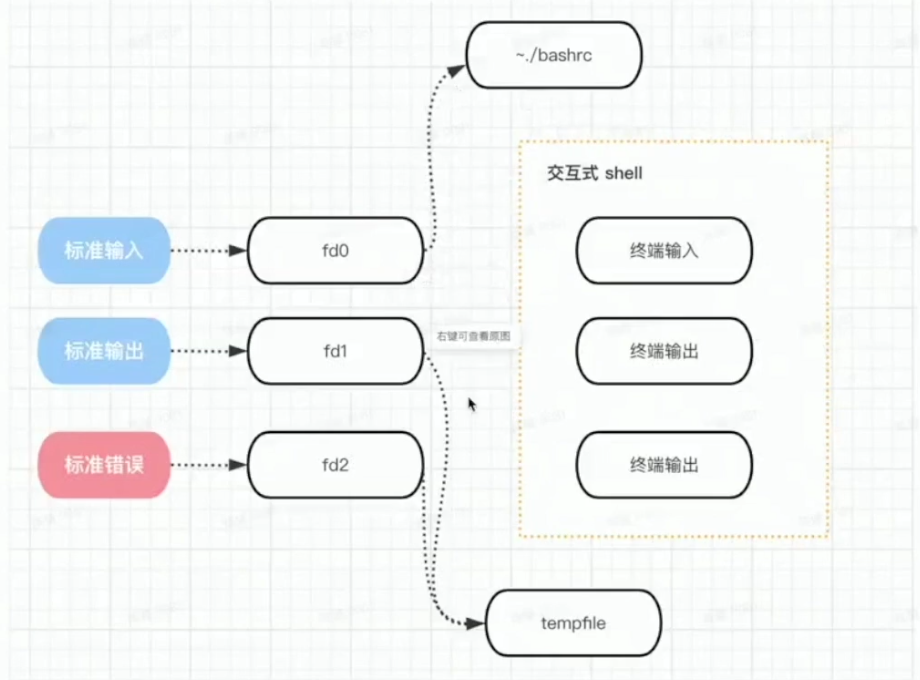 ~./bashrc
交互式 shell
标准输入
fd0
终端输入
右键可查看原图
标准输出
fd1
终端输出
标准错误
fd2
终端输出
tempfile